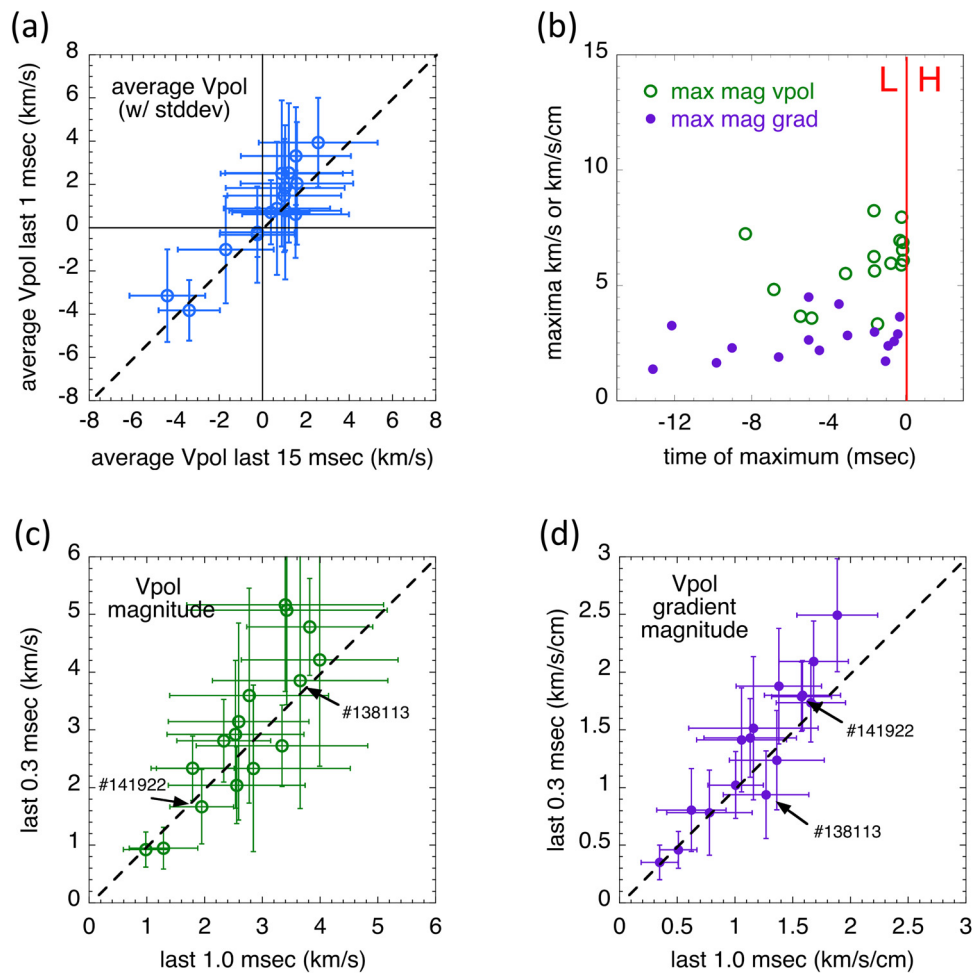 (a)
average Vpol
(w/ stddev)
average Vpol last 1 msec (km/s)
8
6
4
2
0
-2
-4
-6
-8
-8 -6 -4 -2 0 2 4 6 8
average Vpol last 15 msec (km/s)
(b)
L H
max mag vpol
max mag grad
maxima km/s or km/s/cm
15
10
5
0
-12 -8 -4 0
time of maximum (msec)
(c)
Vpol
magnitude
#138113
#141922
last 0.3 msec (km/s)
6
5
4
3
2
1
0
0 1 2 3 4 5 6
last 1.0 msec (km/s)
(d)
Vpol
gradient
magnitude
#141922
#138113
last 0.3 msec (km/s/cm)
3
2.5
2
1.5
1
0.5
0
0 0.5 1 1.5 2 2.5 3
last 1.0 msec (km/s/cm)